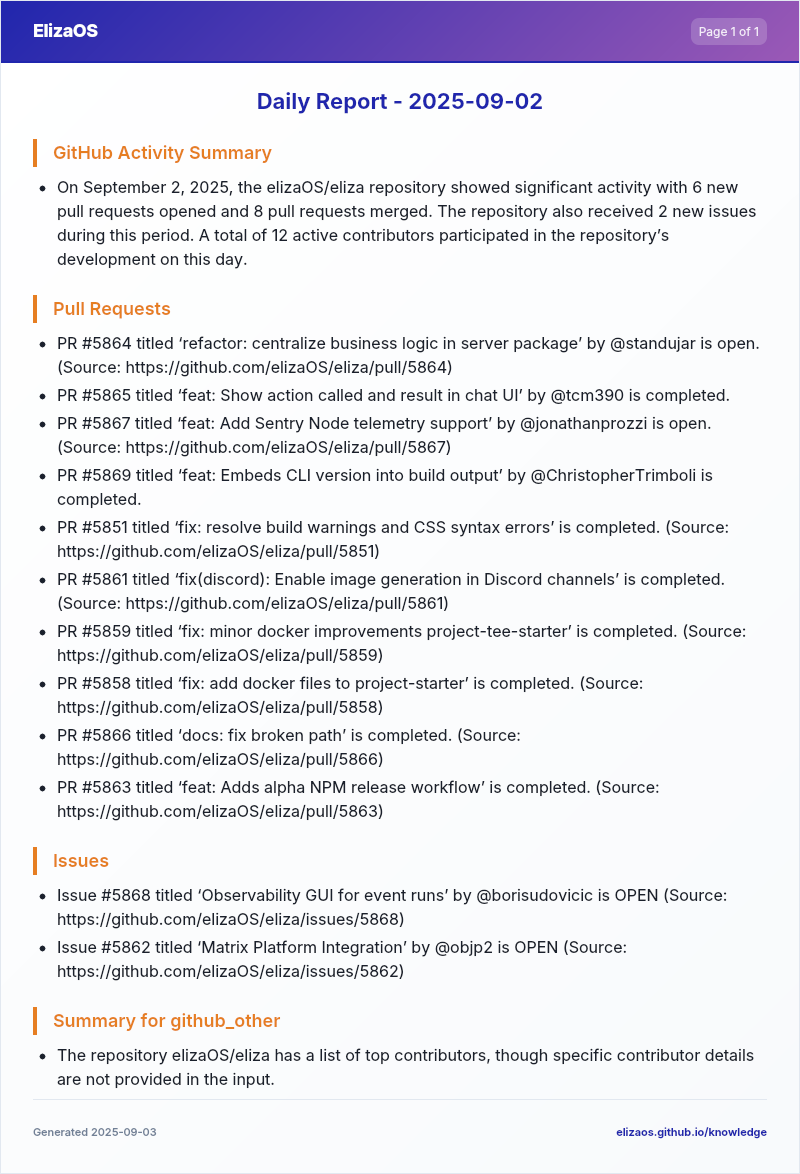 ElizaOS
Page 1 of 1
Daily Report - 2025-09-02
GitHub Activity Summary
• On September 2, 2025, the elizaOS/eliza repository showed significant activity with 6 new
pull requests opened and 8 pull requests merged. The repository also received 2 new issues
during this period. A total of 12 active contributors participated in the repository’s
development on this day.
Pull Requests
• PR #5864 titled ‘refactor: centralize business logic in server package’ by @standujar is open.
(Source: https://github.com/elizaOS/eliza/pull/5864)
• PR #5865 titled ‘feat: Show action called and result in chat UI’ by @tcm390 is completed.
• PR #5867 titled ‘feat: Add Sentry Node telemetry support’ by @jonathanprozzi is open.
(Source: https://github.com/elizaOS/eliza/pull/5867)
• PR #5869 titled ‘feat: Embeds CLI version into build output’ by @ChristopherTrimboli is
completed.
• PR #5851 titled ‘fix: resolve build warnings and CSS syntax errors’ is completed. (Source:
https://github.com/elizaOS/eliza/pull/5851)
• PR #5861 titled ‘fix(discord): Enable image generation in Discord channels’ is completed.
(Source: https://github.com/elizaOS/eliza/pull/5861)
• PR #5859 titled ‘fix: minor docker improvements project-tee-starter’ is completed. (Source:
https://github.com/elizaOS/eliza/pull/5859)
• PR #5858 titled ‘fix: add docker files to project-starter’ is completed. (Source:
https://github.com/elizaOS/eliza/pull/5858)
• PR #5866 titled ‘docs: fix broken path’ is completed. (Source:
https://github.com/elizaOS/eliza/pull/5866)
• PR #5863 titled ‘feat: Adds alpha NPM release workflow’ is completed. (Source:
https://github.com/elizaOS/eliza/pull/5863)
Issues
• Issue #5868 titled ‘Observability GUI for event runs’ by @borisudovicic is OPEN (Source:
https://github.com/elizaOS/eliza/issues/5868)
• Issue #5862 titled ‘Matrix Platform Integration’ by @objp2 is OPEN (Source:
https://github.com/elizaOS/eliza/issues/5862)
Summary for github_other
• The repository elizaOS/eliza has a list of top contributors, though specific contributor details
are not provided in the input.
Generated 2025-09-03
elizaos.github.io/knowledge